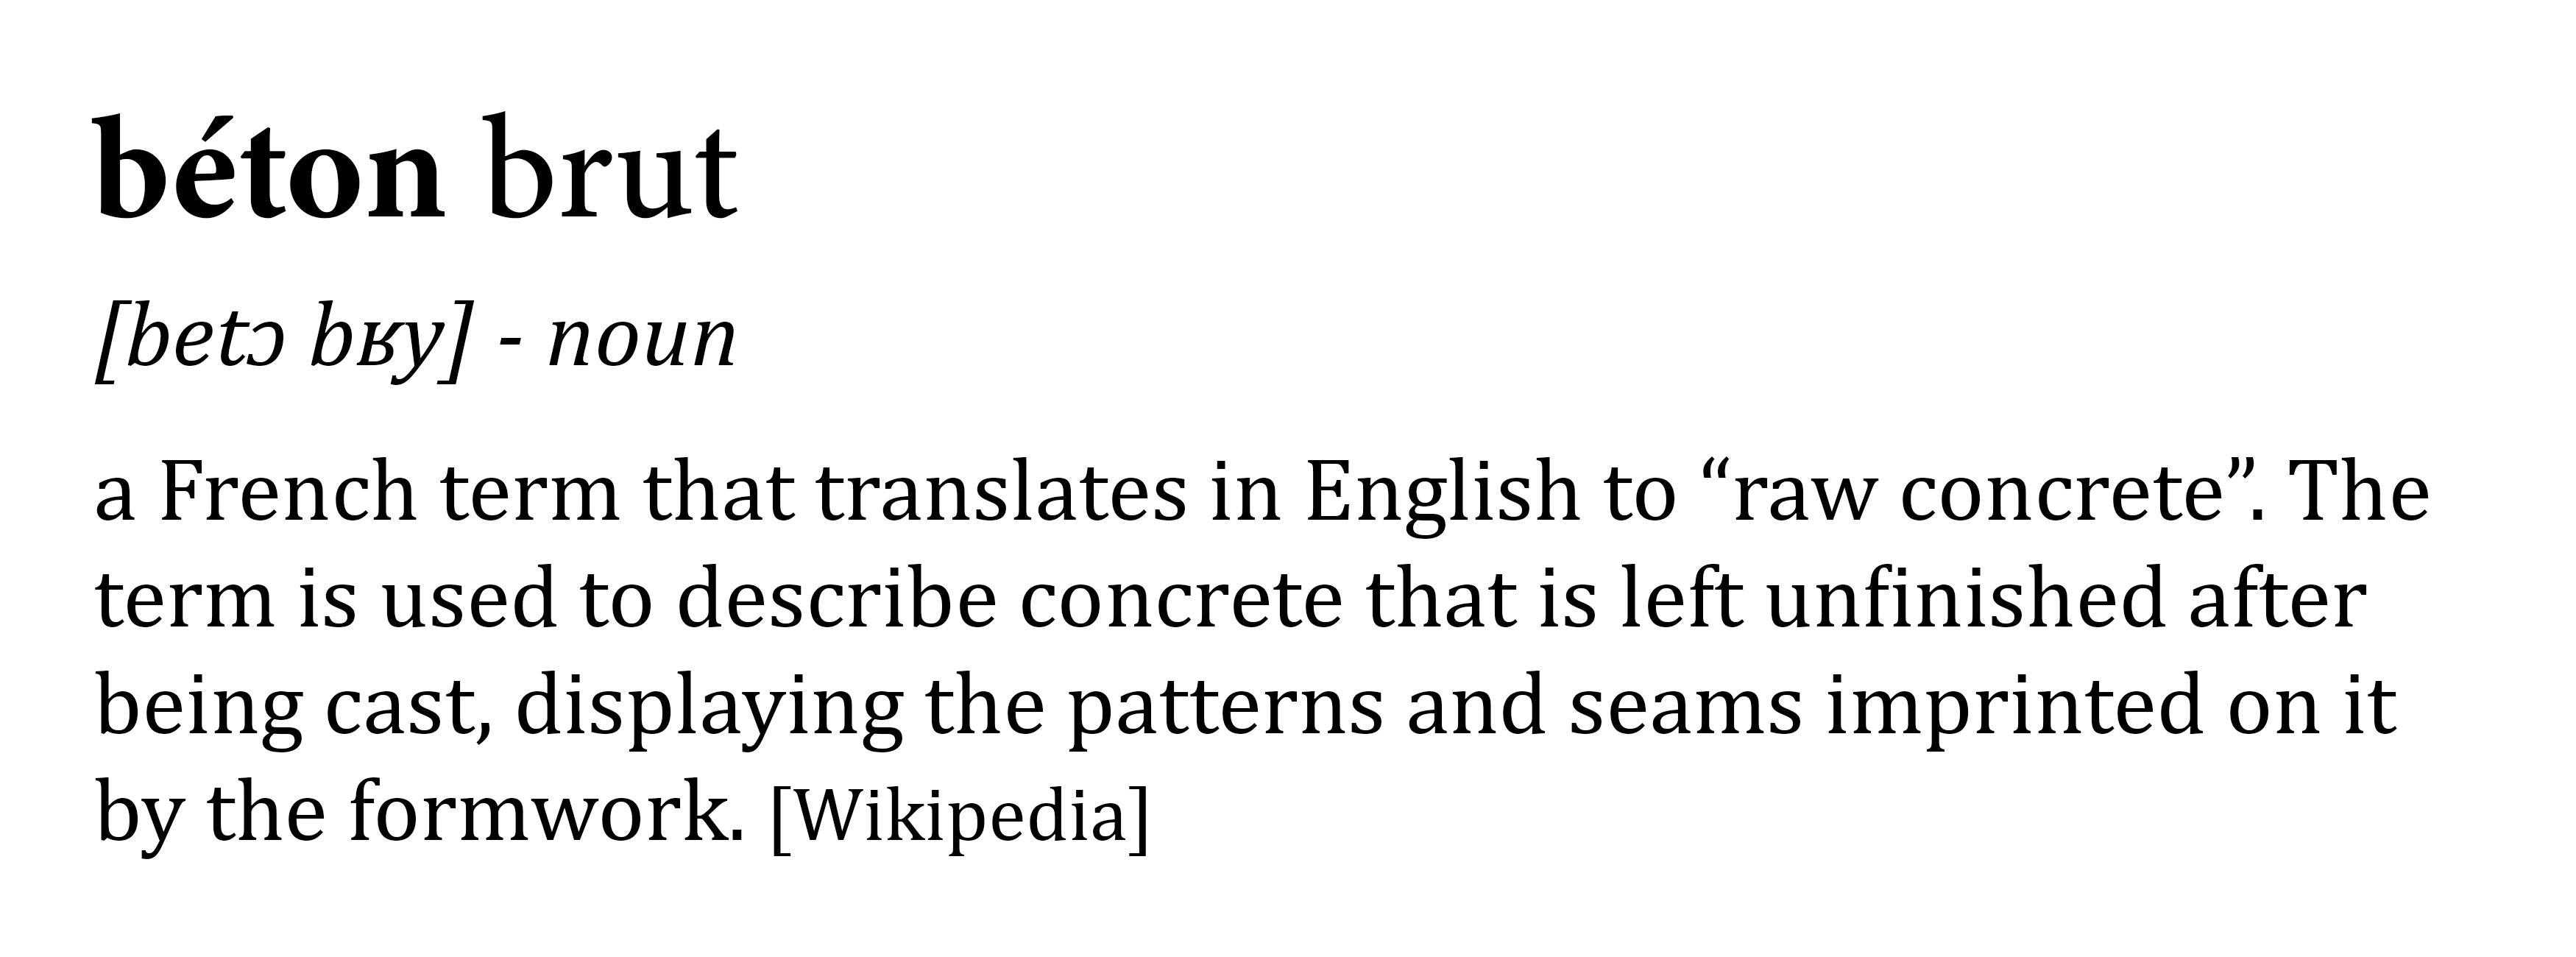 béton brut
[betɔ bʁy] - noun
a French term that translates in English to “raw concrete”. The
term is used to describe concrete that is left unfinished after
being cast, displaying the patterns and seams imprinted on it
by the formwork. [Wikipedia]